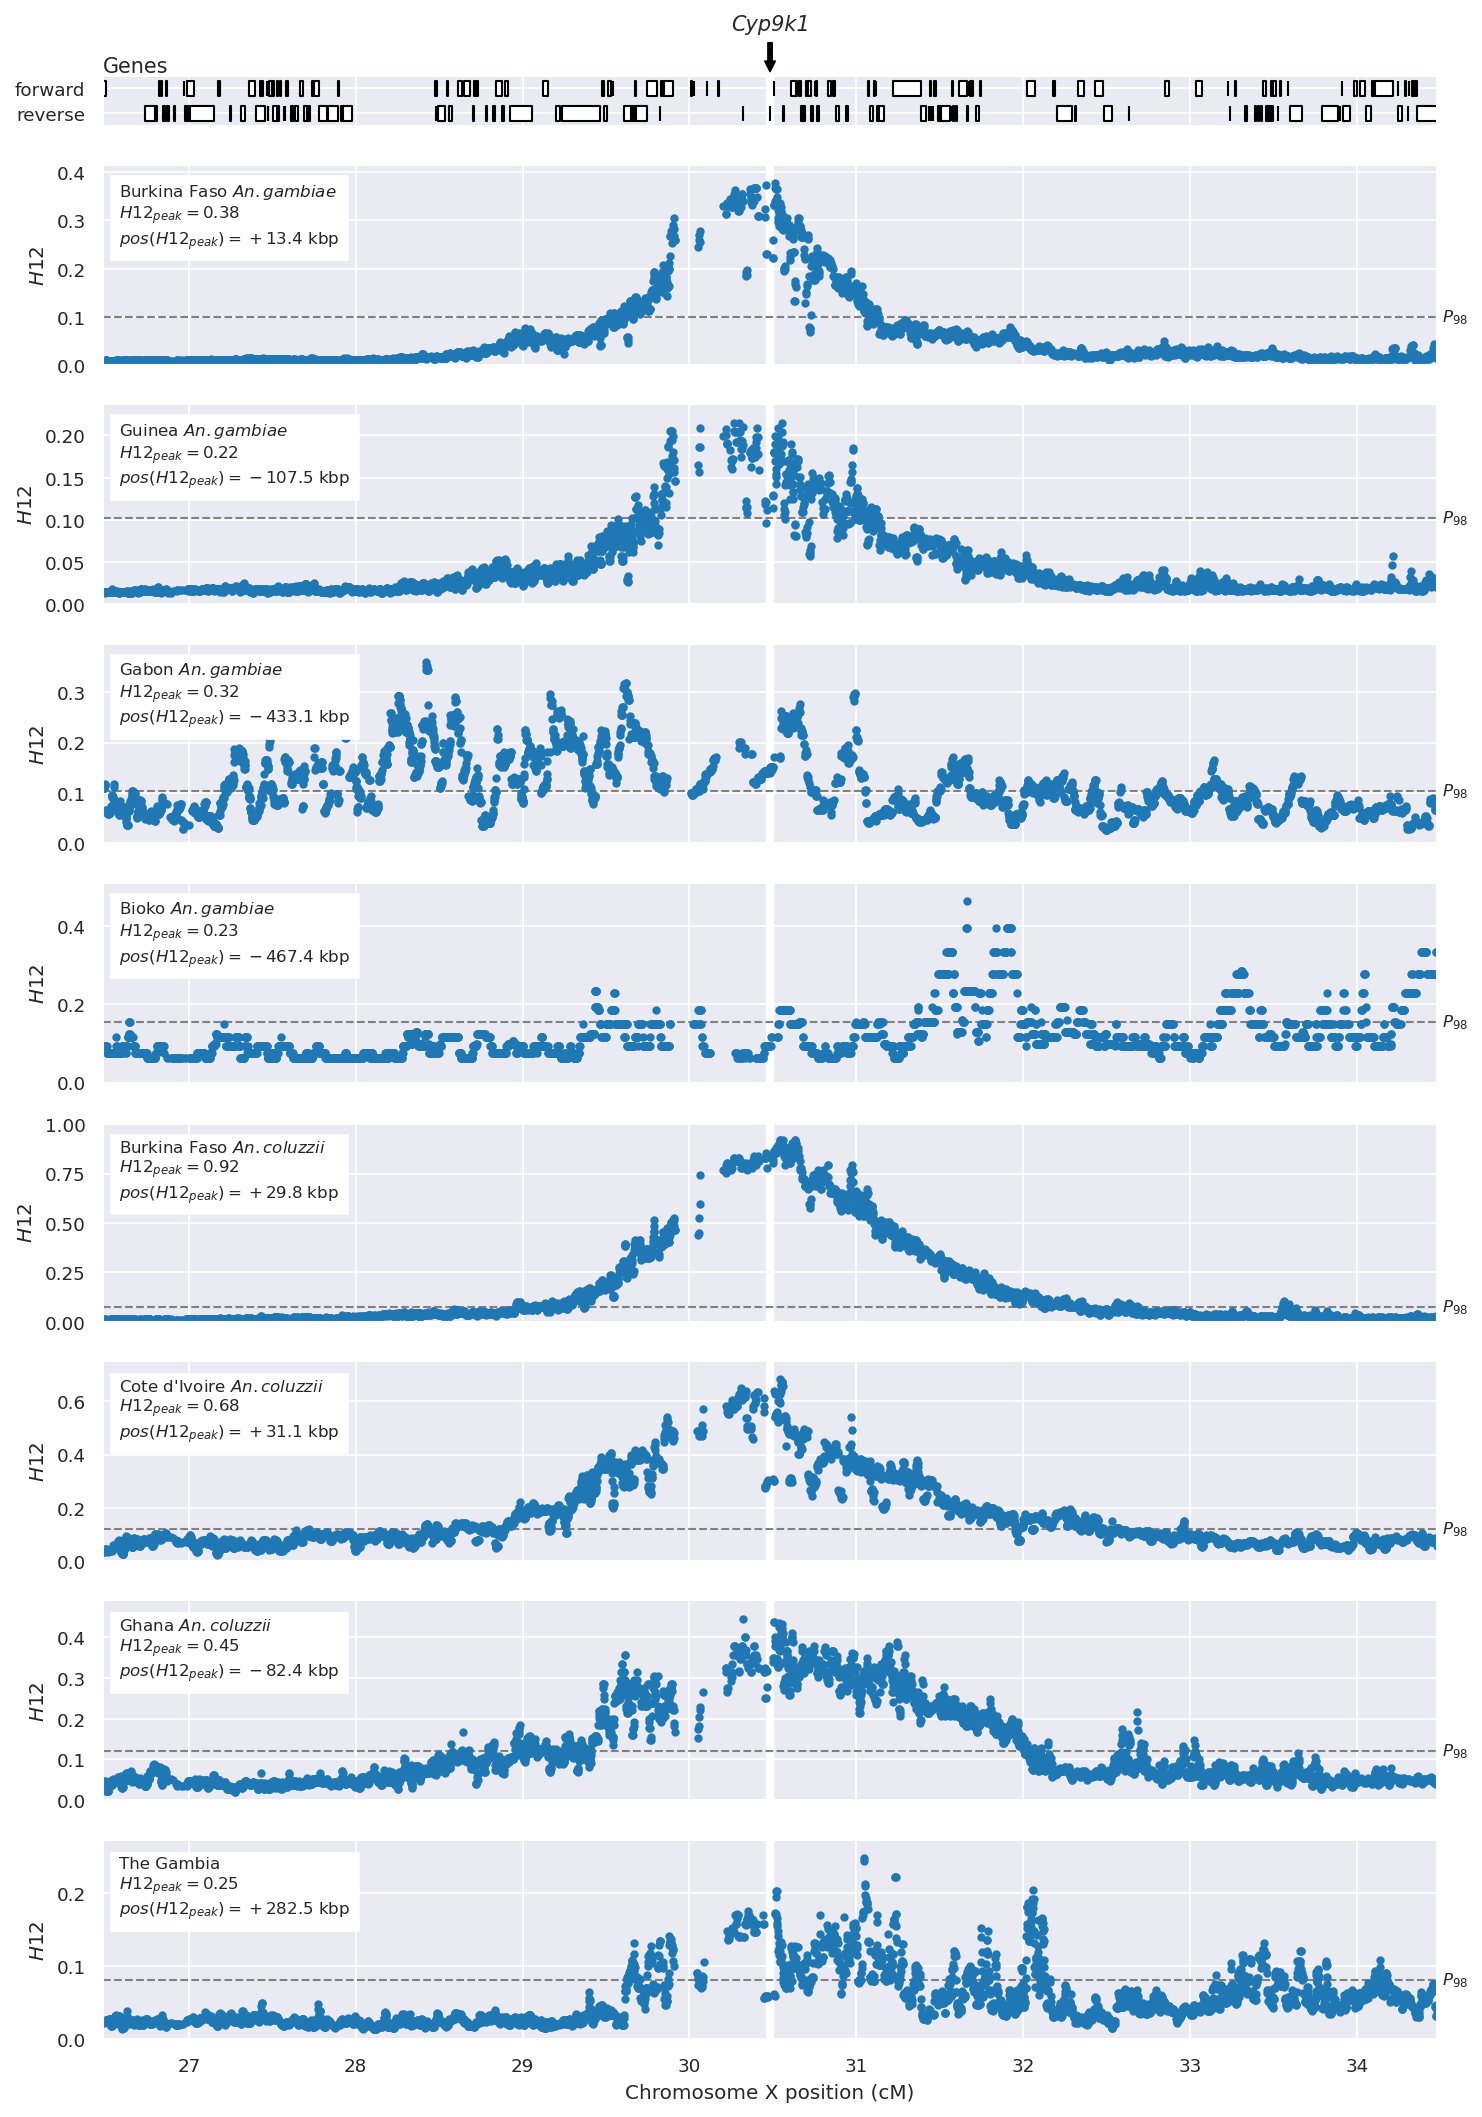 Cyp9k1
Genes
forward
reverse
0.4
0.3
0.2
0.1
0.0
H12
Burkina Faso An.gambiae
H12peak = 0.38
pos(H12peak) = +13.4 kbp
P98
0.20
0.15
0.10
0.05
0.00
H12
Guinea An.gambiae
H12peak = 0.22
pos(H12peak) = −107.5 kbp
P98
0.3
0.2
0.1
0.0
H12
Gabon An.gambiae
H12peak = 0.32
pos(H12peak) = −433.1 kbp
P98
0.4
0.2
0.0
H12
Bioko An.gambiae
H12peak = 0.23
pos(H12peak) = −467.4 kbp
P98
1.00
0.75
0.50
0.25
0.00
H12
Burkina Faso An.coluzzii
H12peak = 0.92
pos(H12peak) = +29.8 kbp
P98
0.6
0.4
0.2
0.0
H12
Cote d'Ivoire An.coluzzii
H12peak = 0.68
pos(H12peak) = +31.1 kbp
P98
0.4
0.3
0.2
0.1
0.0
H12
Ghana An.coluzzii
H12peak = 0.45
pos(H12peak) = −82.4 kbp
P98
0.2
0.1
0.0
H12
The Gambia
H12peak = 0.25
pos(H12peak) = +282.5 kbp
P98
27 28 29 30 31 32 33 34
Chromosome X position (cM)